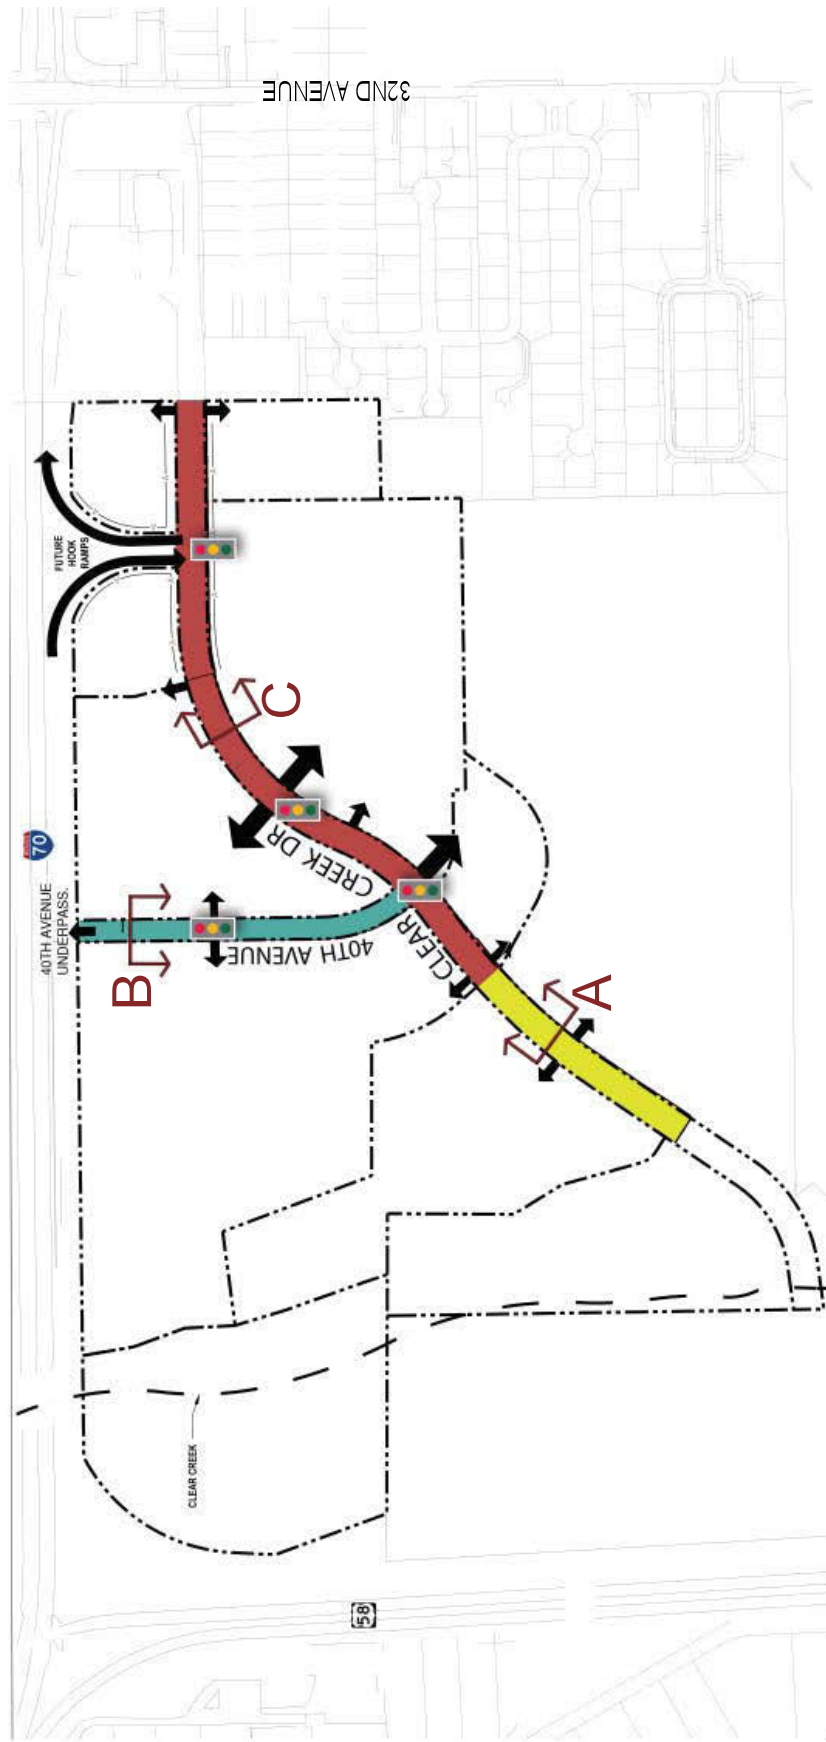 32ND AVENUE
FUTURE
HOOK
RAMPS
C
70
CREEK DR
40TH AVENUE
UNDERPASS.
B
40TH AVENUE
CLEAR
A
CLEAR CREEK
58